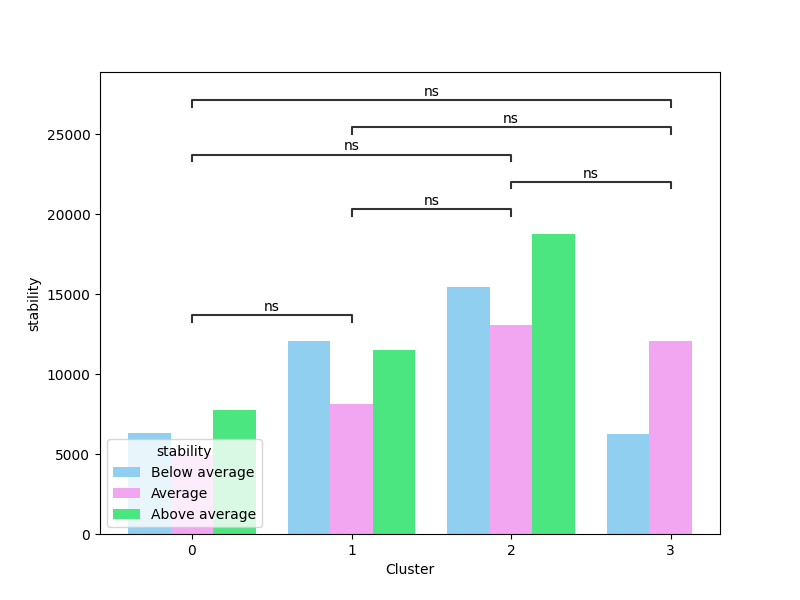 ns
ns
ns
ns
ns
ns
25000
20000
15000
10000
5000
0
stability
stability
Below average
Average
Above average
0 1 2 3
Cluster